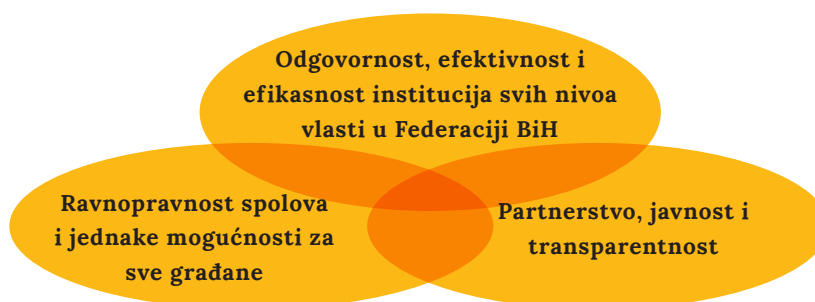 Odgovornost, efektivnost i
efikasnost institucija svih nivoa
vlasti u Federaciji BiH
Ravnopravnost spolova
i jednake mogućnosti za
sve građane
Partnerstvo, javnost i
transparentnost